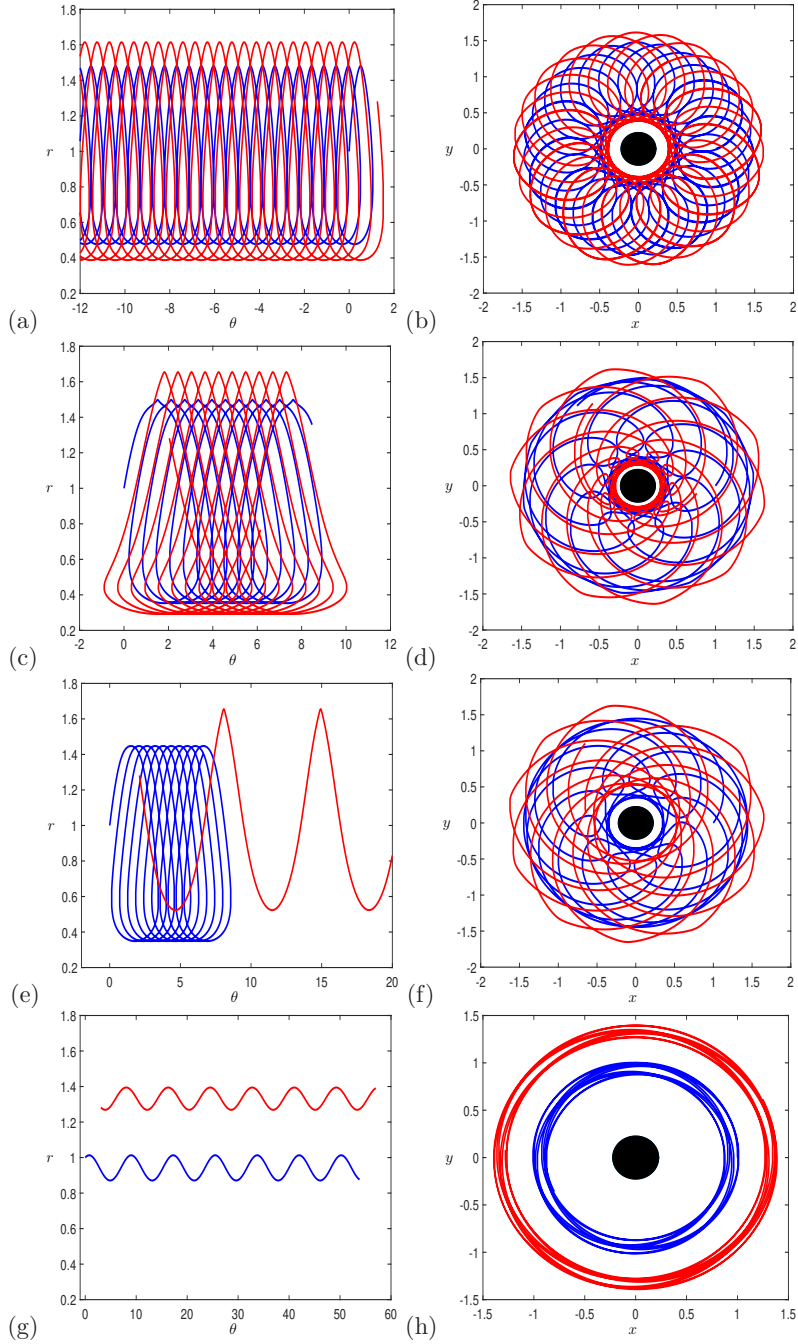 1.8
1.6
1.4
1.2
r 1
0.8
0.6
0.4
0.2
-12 -10 -8 -6 -4 -2 0 2
θ
(a)
2
1.5
1
0.5
y 0
-0.5
-1
-1.5
-2
-2 -1.5 -1 -0.5 0 0.5 1 1.5 2
x
(b)
1.8
1.6
1.4
1.2
r 1
0.8
0.6
0.4
0.2
-2 0 2 4 6 8 10 12
θ
(c)
2
1.5
1
0.5
y 0
-0.5
-1
-1.5
-2
-2 -1.5 -1 -0.5 0 0.5 1 1.5 2
x
(d)
1.8
1.6
1.4
1.2
r 1
0.8
0.6
0.4
0.2
0 5 10 15 20
θ
(e)
2
1.5
1
0.5
y 0
-0.5
-1
-1.5
-2
-2 -1.5 -1 -0.5 0 0.5 1 1.5 2
x
(f)
1.8
1.6
1.4
1.2
r 1
0.8
0.6
0.4
0.2
0 10 20 30 40 50 60
θ
(g)
1.5
1
0.5
y 0
-0.5
-1
-1.5
-1.5 -1 -0.5 0 0.5 1 1.5
x
(h)